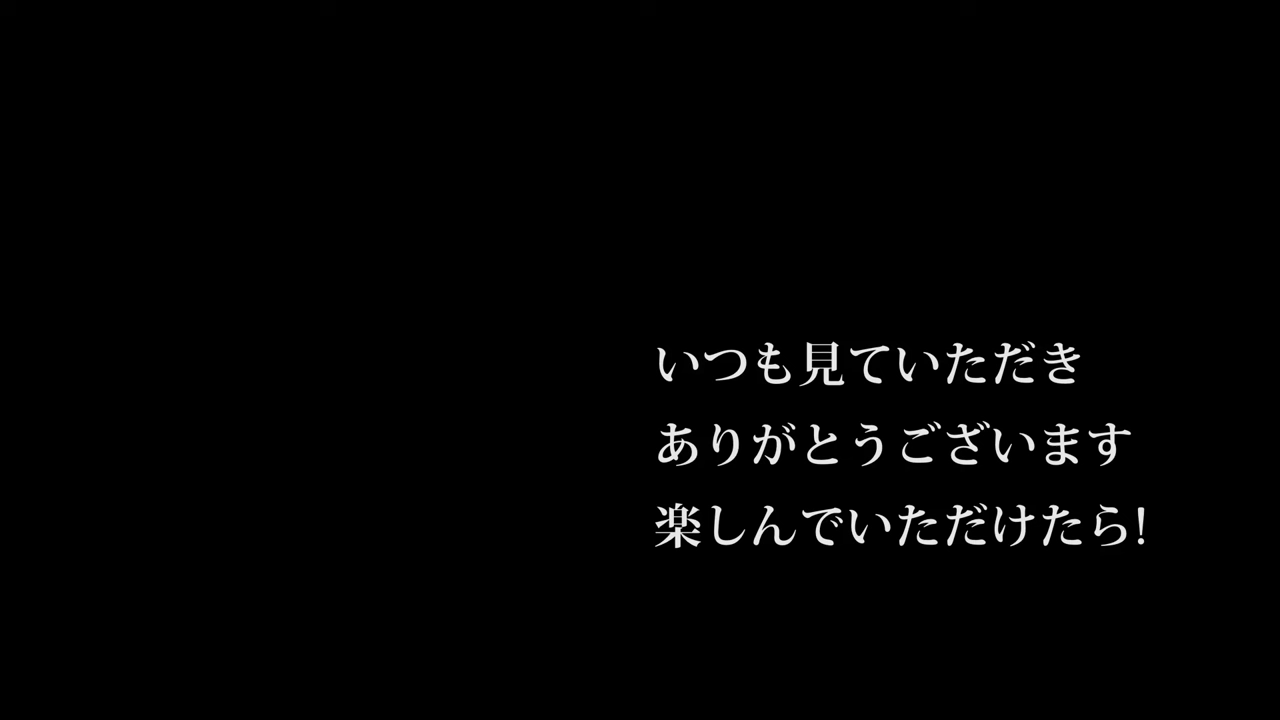 いつも見ていただき
ありがとうございます
楽しんでいただけたら!